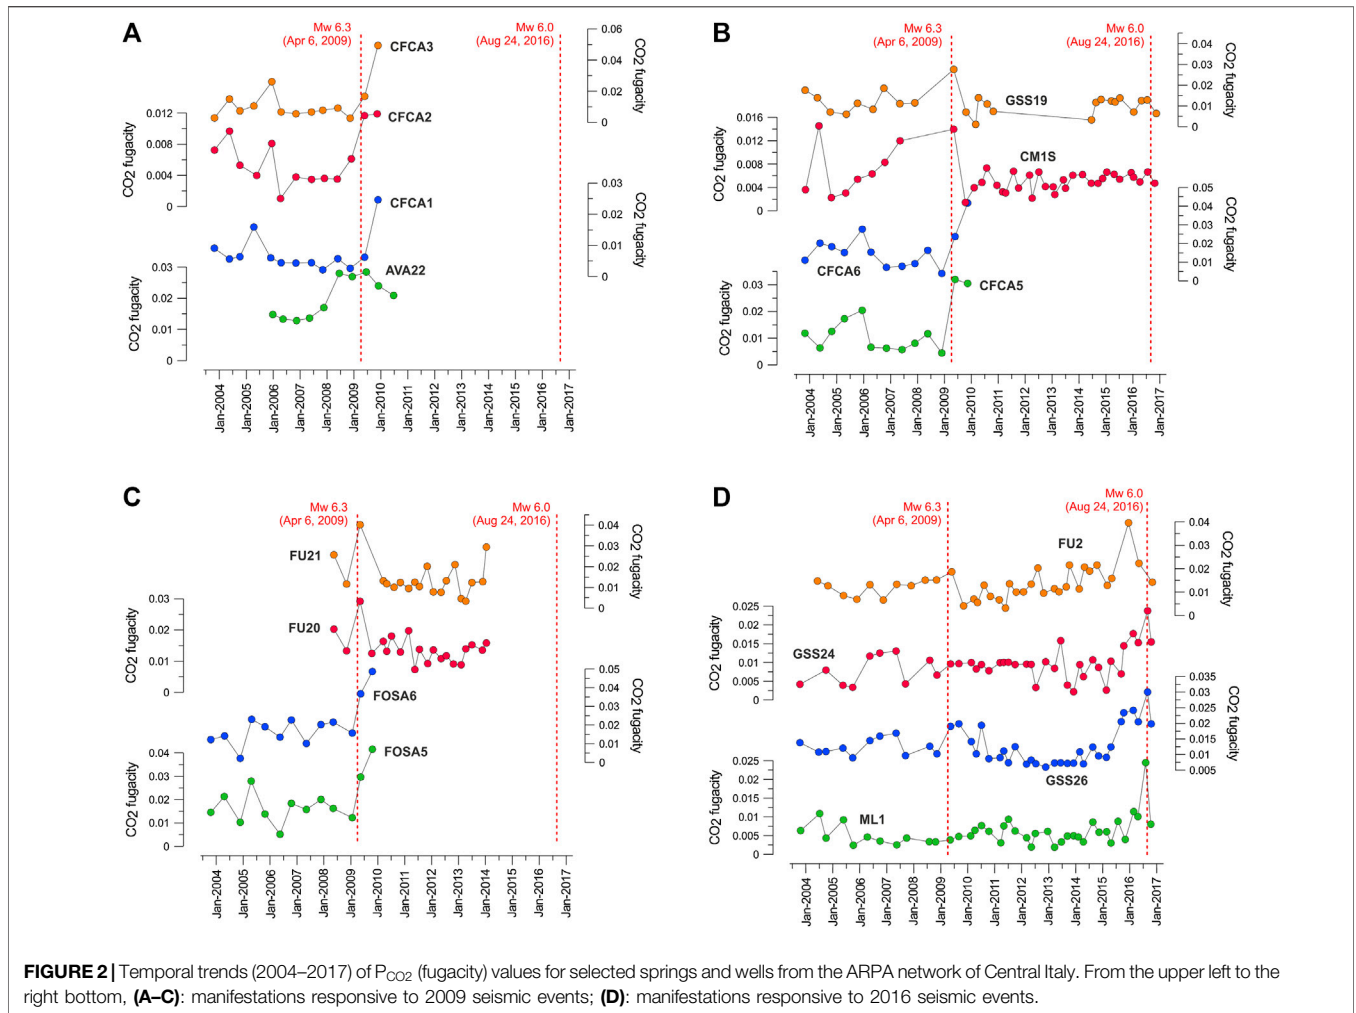 A
Mw 6.3
(Apr 6, 2009)
Mw 6.0
(Aug 24, 2016)
CFCA3
CFCA2
CFCA1
AVA22
0.06
0.04
0.02
0
CO2 fugacity
0.012
0.008
0.004
0
CO2 fugacity
0.03
0.02
0.01
0
CO2 fugacity
0.03
0.02
0.01
0
CO2 fugacity
Jan-2004
Jan-2005
Jan-2006
Jan-2007
Jan-2008
Jan-2009
Jan-2010
Jan-2011
Jan-2012
Jan-2013
Jan-2014
Jan-2015
Jan-2016
Jan-2017
B
Mw 6.3
(Apr 6, 2009)
Mw 6.0
(Aug 24, 2016)
GSS19
CM1S
CFCA6
CFCA5
0.04
0.03
0.02
0.01
0
CO2 fugacity
0.016
0.012
0.008
0.004
0
CO2 fugacity
0.05
0.04
0.03
0.02
0.01
0
CO2 fugacity
0.03
0.02
0.01
0
CO2 fugacity
Jan-2004
Jan-2005
Jan-2006
Jan-2007
Jan-2008
Jan-2009
Jan-2010
Jan-2011
Jan-2012
Jan-2013
Jan-2014
Jan-2015
Jan-2016
Jan-2017
C
Mw 6.3
(Apr 6, 2009)
Mw 6.0
(Aug 24, 2016)
FU21
FU20
FOSA6
FOSA5
0.04
0.03
0.02
0.01
0
CO2 fugacity
0.03
0.02
0.01
0
CO2 fugacity
0.05
0.04
0.03
0.02
0.01
0
CO2 fugacity
0.04
0.03
0.02
0.01
0
CO2 fugacity
Jan-2004
Jan-2005
Jan-2006
Jan-2007
Jan-2008
Jan-2009
Jan-2010
Jan-2011
Jan-2012
Jan-2013
Jan-2014
Jan-2015
Jan-2016
Jan-2017
D
Mw 6.3
(Apr 6, 2009)
Mw 6.0
(Aug 24, 2016)
FU2
GSS24
GSS26
ML1
0.04
0.03
0.02
0.01
0
CO2 fugacity
0.025
0.02
0.015
0.01
0.005
0
CO2 fugacity
0.035
0.03
0.025
0.02
0.015
0.01
0.005
CO2 fugacity
0.025
0.02
0.015
0.01
0.005
0
CO2 fugacity
Jan-2004
Jan-2005
Jan-2006
Jan-2007
Jan-2008
Jan-2009
Jan-2010
Jan-2011
Jan-2012
Jan-2013
Jan-2014
Jan-2015
Jan-2016
Jan-2017
FIGURE 2 | Temporal trends (2004–2017) of PCO2 (fugacity) values for selected springs and wells from the ARPA network of Central Italy. From the upper left to the
right bottom, (A–C): manifestations responsive to 2009 seismic events; (D): manifestations responsive to 2016 seismic events.